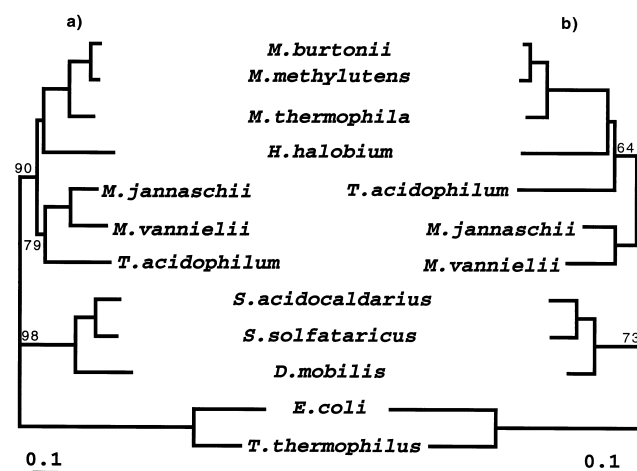 a) b)
M.burtonii
M.methylutens
M.thermophila
H.halobium
64
90
M.jannaschii T.acidophilum
M.vannielii M.jannaschii
79
T.acidophilum M.vannielii
S.acidocaldarius
98 S.solfataricus 73
D.mobilis
E.coli
T.thermophilus
0.1 0.1